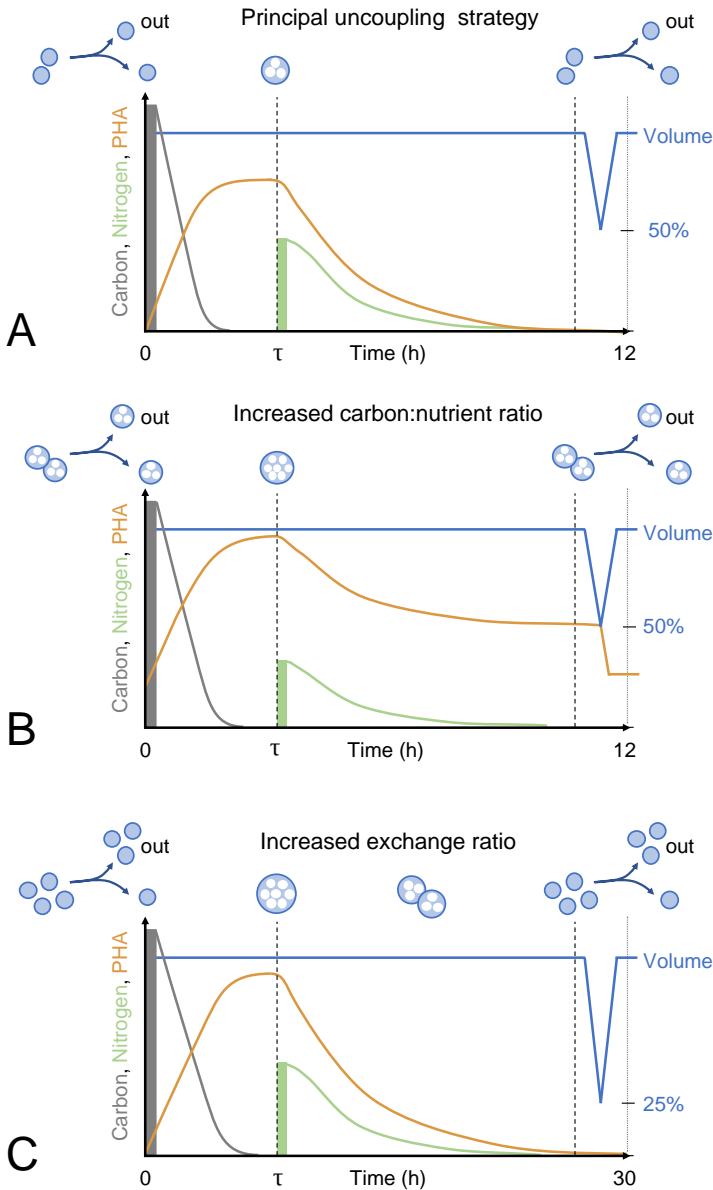 Principal uncoupling strategy
out
out
Carbon, Nitrogen, PHA
Volume
50%
A
0
τ
Time (h)
12
Increased carbon:nutrient ratio
out
out
Carbon, Nitrogen, PHA
Volume
50%
B
0
τ
Time (h)
12
Increased exchange ratio
out
out
Carbon, Nitrogen, PHA
Volume
25%
C
0
τ
Time (h)
30